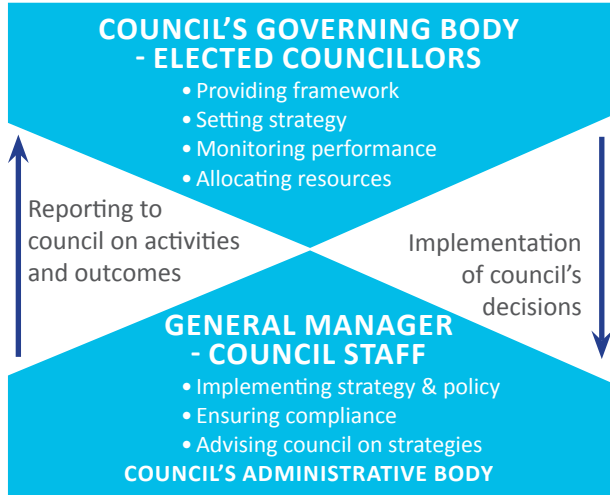 COUNCIL’S GOVERNING BODY
- ELECTED COUNCILLORS
• Providing framework
• Setting strategy
• Monitoring performance
• Allocating resources
Reporting to
council on activities
and outcomes
Implementation
of council’s
decisions
GENERAL MANAGER
- COUNCIL STAFF
• Implementing strategy & policy
• Ensuring compliance
• Advising council on strategies
COUNCIL’S ADMINISTRATIVE BODY